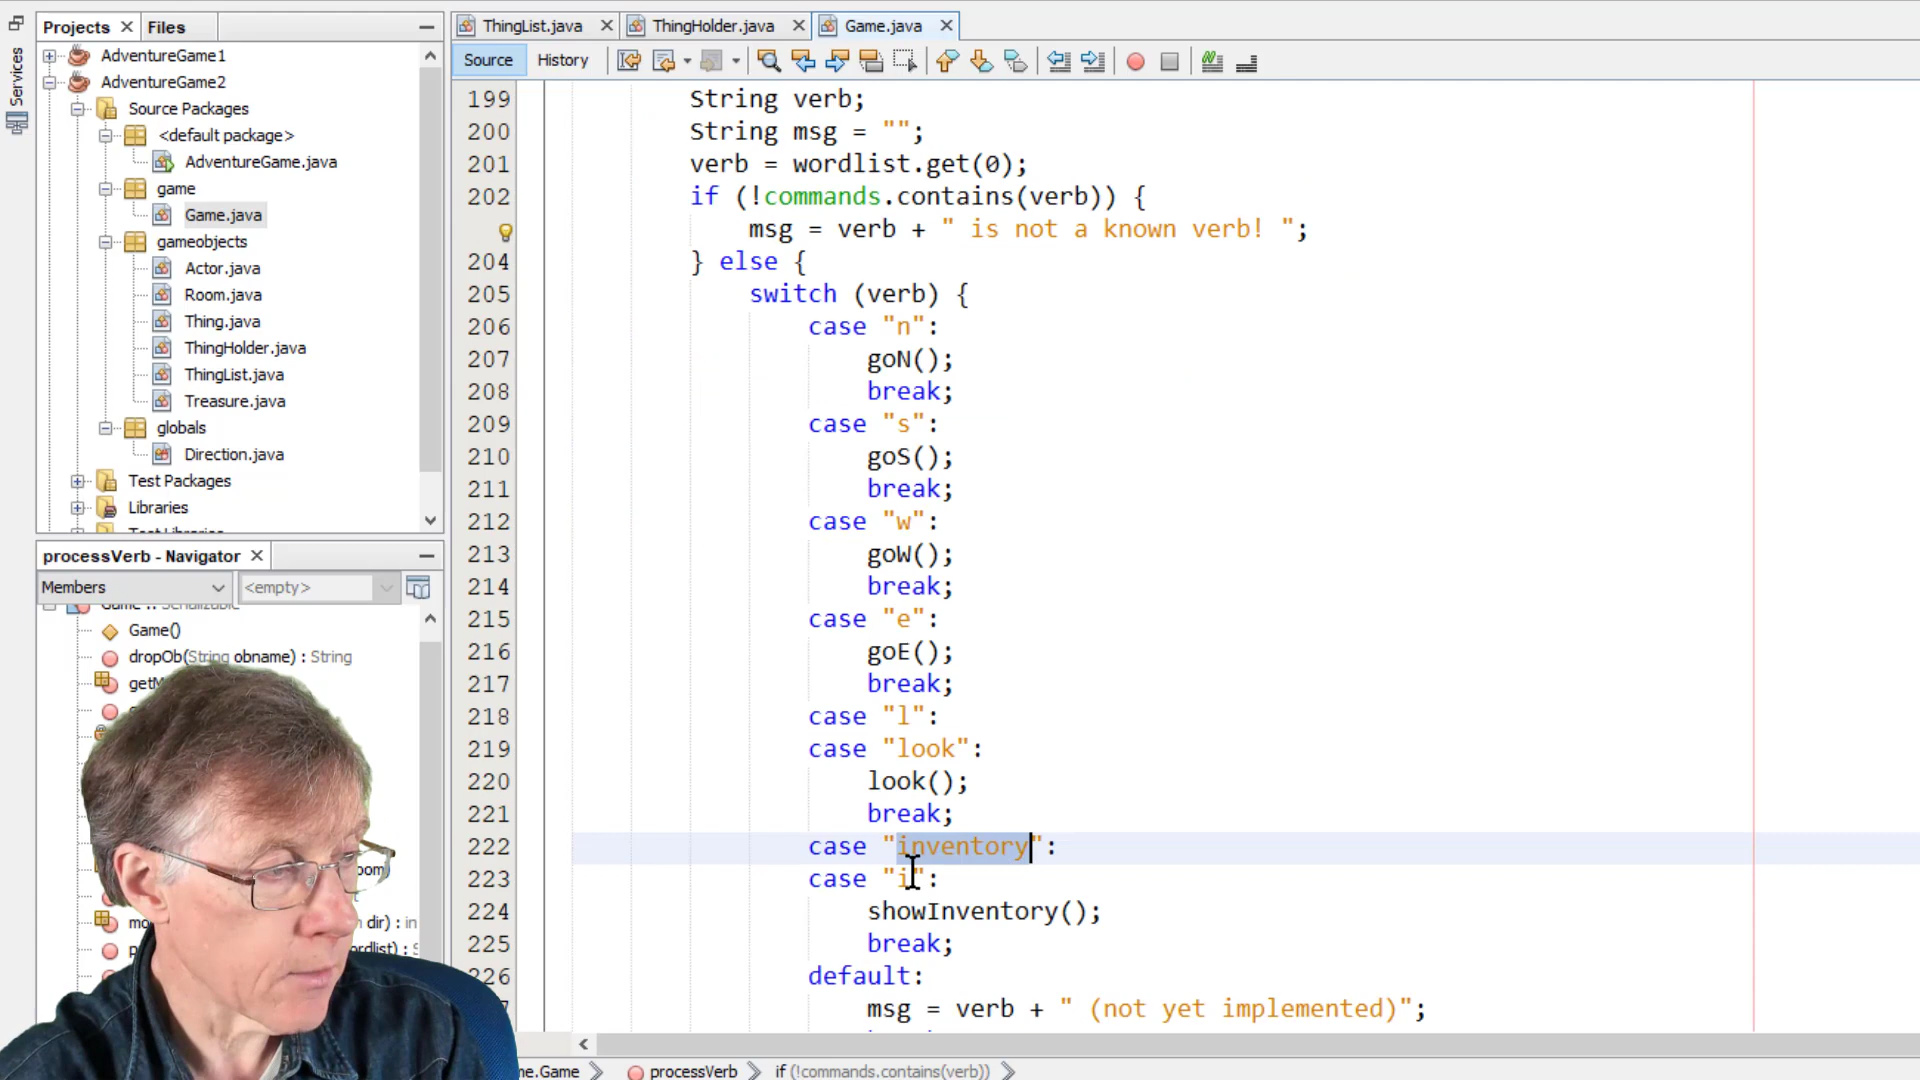 Projects
Files
Services
AdventureGame1
AdventureGame2
Source Packages
<default package>
AdventureGame.java
game
Game.java
gameobjects
Actor.java
Room.java
Thing.java
ThingHolder.java
ThingList.java
Treasure.java
globals
Direction.java
Test Packages
Libraries
Test Libraries
processVerb - Navigator
Members
<empty>
Game :: Serializable
Game()
dropOb(String obname) : String
ThingList.java
ThingHolder.java
Game.java
Source
History
199 String verb;
200 String msg = "";
201 verb = wordlist.get(0);
202 if (!commands.contains(verb)) {
msg = verb + " is not a known verb! ";
204 } else {
205 switch (verb) {
206 case "n":
207 goN();
208 break;
209 case "s":
210 goS();
211 break;
212 case "w":
213 goW();
214 break;
215 case "e":
216 goE();
217 break;
218 case "l":
219 case "look":
220 look();
221 break;
222 case "inventory":
223 case "i":
224 showInventory();
225 break;
226 default:
msg = verb + " (not yet implemented)";
me.Game
processVerb
if (!commands.contains(verb))